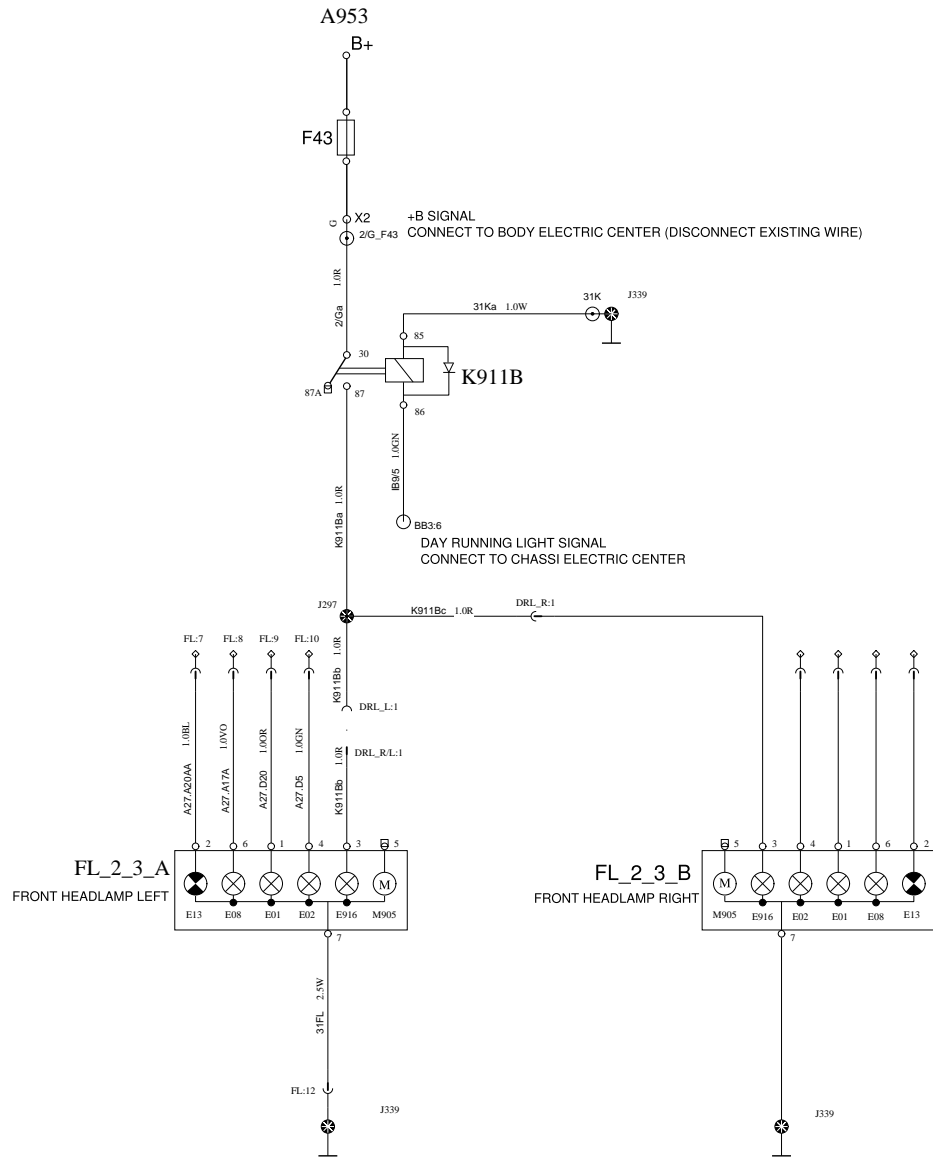 A953
B+
F43
G
X2
2/G_F43
+B SIGNAL
CONNECT TO BODY ELECTRIC CENTER (DISCONNECT EXISTING WIRE)
2/Ga 1.0R
31Ka 1.0W
31K
J339
85
30
87A
87
K911B
86
IB9/5 1.0GN
K911Ba 1.0R
BB3:6
DAY RUNNING LIGHT SIGNAL
CONNECT TO CHASSI ELECTRIC CENTER
J297
K911Bc 1.0R
DRL_R:1
FL:7
FL:8
FL:9
FL:10
K911Bb 1.0R
DRL_L:1
DRL_R/L:1
A27.A20AA 1.0BL
A27.A17A 1.0VO
A27.D20 1.0OR
A27.D5 1.0GN
K911Bb 1.0R
2
6
1
4
3
5
5
3
4
1
6
2
FL_2_3_A
FRONT HEADLAMP LEFT
M
E13
E08
E01
E02
E916
M905
FL_2_3_B
FRONT HEADLAMP RIGHT
M
M905
E916
E02
E01
E08
E13
7
7
31FL 2.5W
FL:12
J339
J339